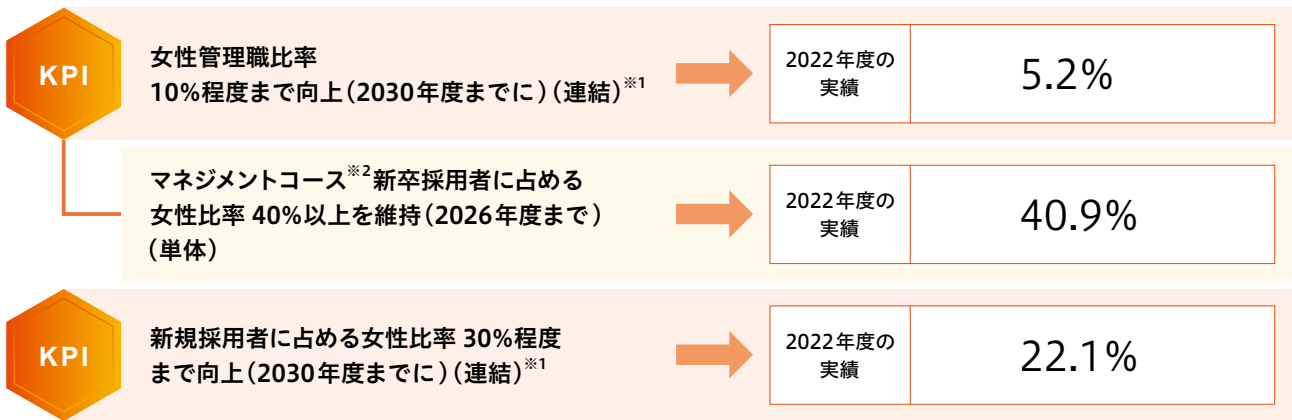 KPI
女性管理職比率
10%程度まで向上（2030年度までに）（連結）※1
2022年度の
実績
5.2%
マネジメントコース※2新卒採用者に占める
女性比率 40%以上を維持（2026年度まで）
（単体）
2022年度の
実績
40.9%
KPI
新規採用者に占める女性比率 30%程度
まで向上（2030年度までに）（連結）※1
2022年度の
実績
22.1%